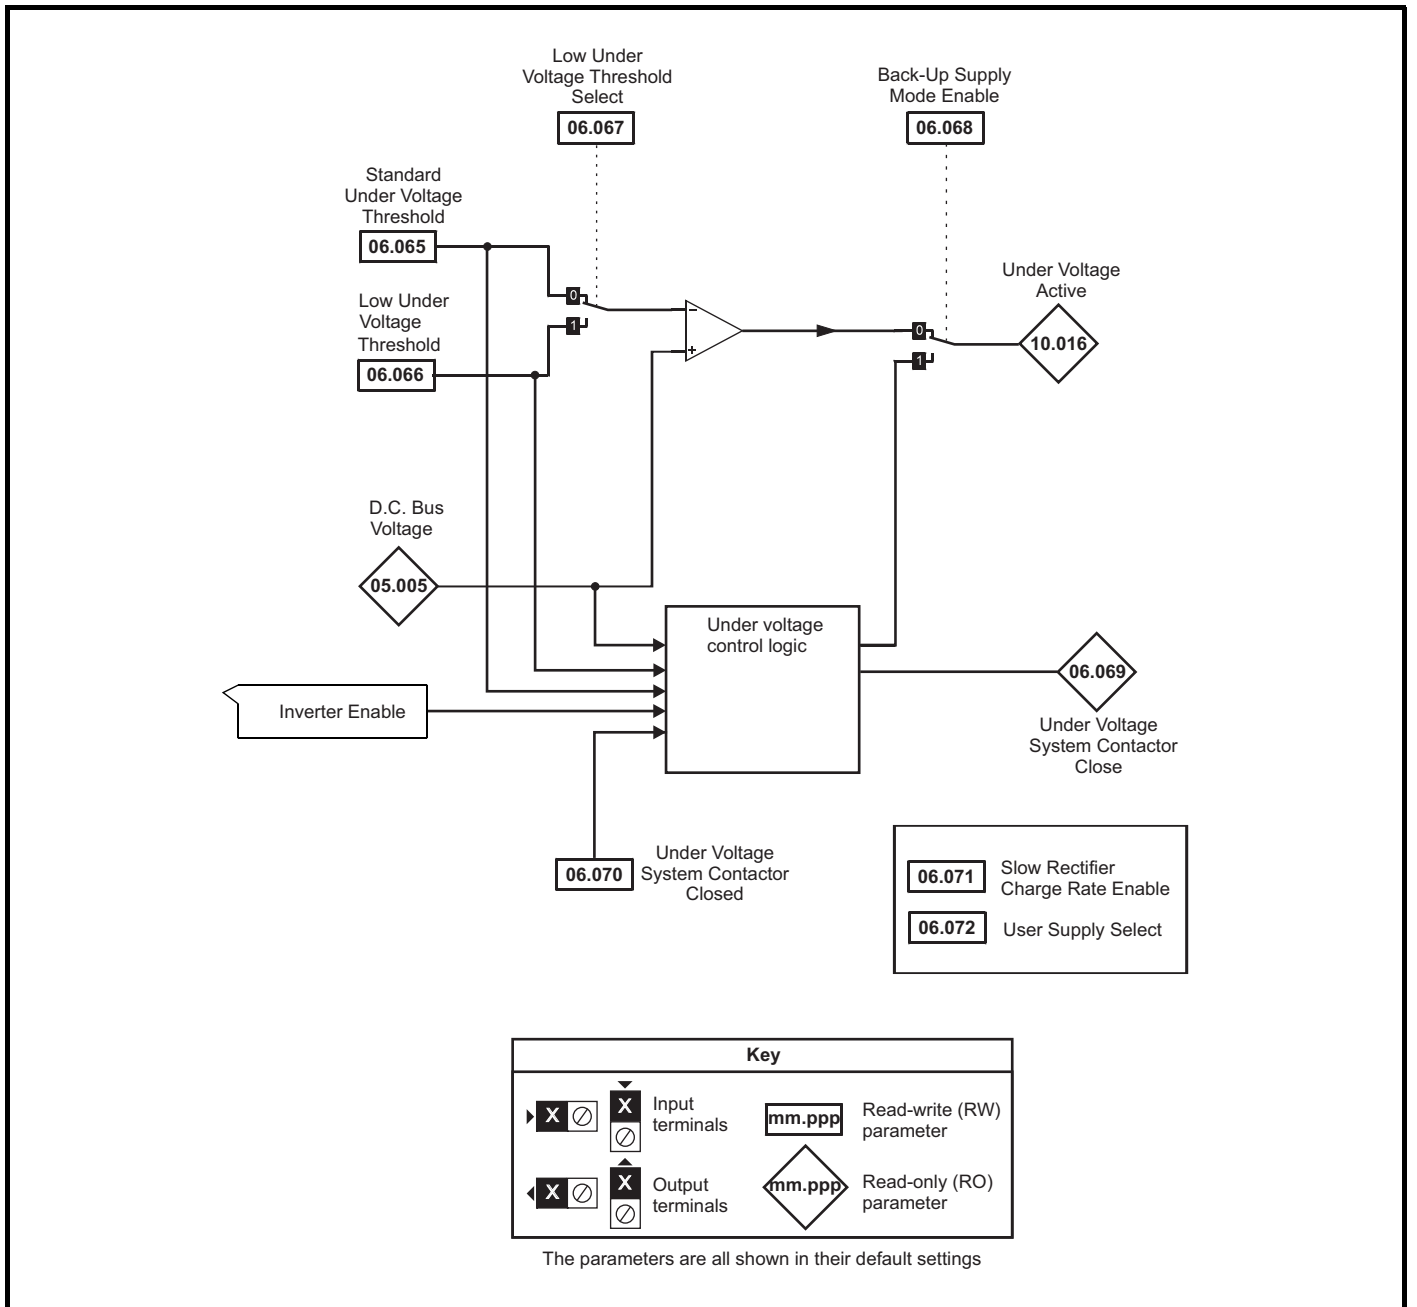 Low Under
Voltage Threshold
Select
06.067
Back-Up Supply
Mode Enable
06.068
Standard
Under Voltage
Threshold
06.065
Low Under
Voltage
Threshold
06.066
0
1
−
+
0
1
Under Voltage
Active
10.016
D.C. Bus
Voltage
05.005
Under voltage
control logic
Inverter Enable
06.069
Under Voltage
System Contactor
Close
06.070
Under Voltage
System Contactor
Closed
06.071
Slow Rectifier
Charge Rate Enable
06.072
User Supply Select
Key
X
X
Input
terminals
mm.ppp
Read-write (RW)
parameter
X
X
Output
terminals
mm.ppp
Read-only (RO)
parameter
The parameters are all shown in their default settings